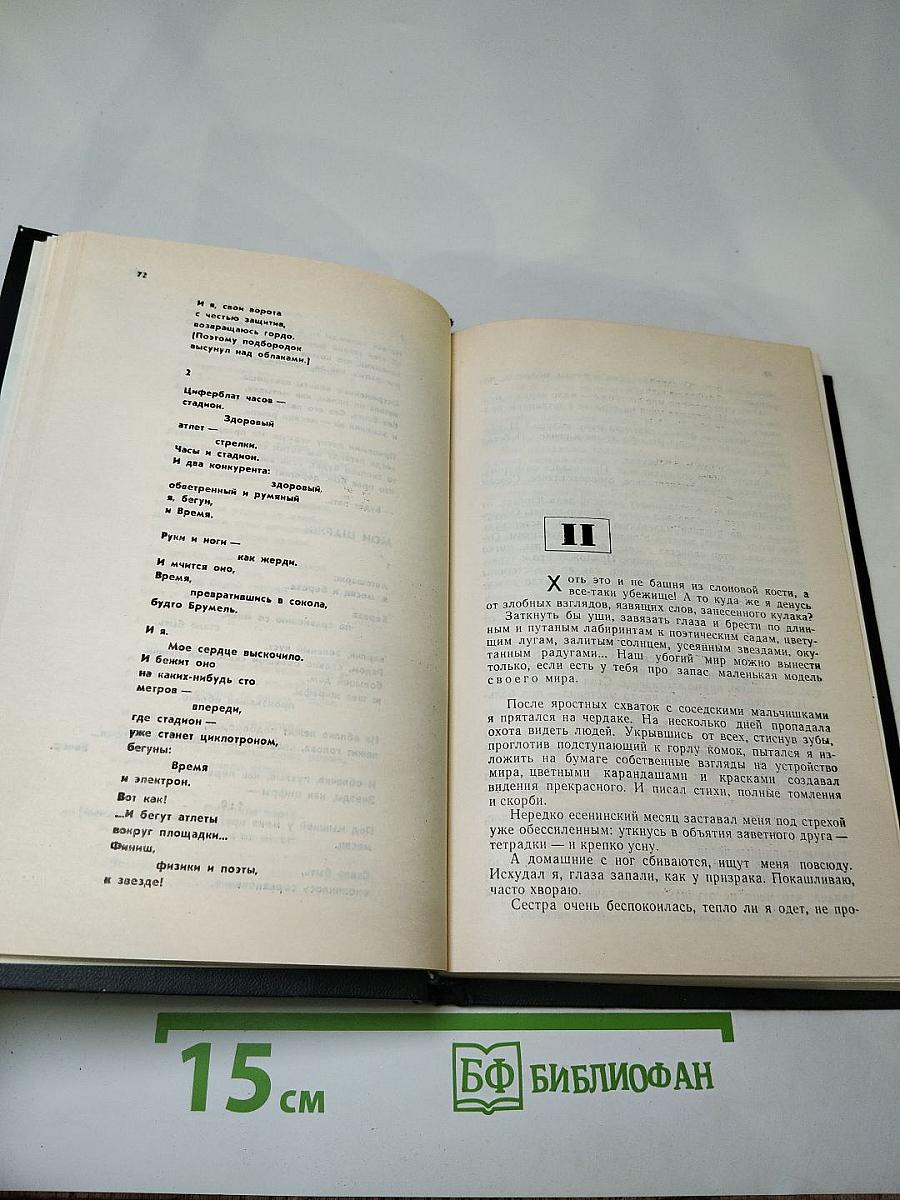 72
И я, свои ворота
с честью защитив,
возвращаюсь гордо.
(Поэтому подбородок
высунул над облаками.)
2
Циферблат часов —
стадион.
Здоровый
атлет —
стрелки.
Часы и стадион.
И два конкурента:
здоровый,
обветренный и румяный
я, бегун,
и Время.
Руки и ноги —
как жерди.
И мчится оно,
Время,
превратившись в сокола,
будто Брумель.
И я.
Мое сердце выскочило.
И бежит оно
на каких-нибудь сто
метров —
впереди,
где стадион —
уже станет циклотроном,
бегуны:
Время
и электрон.
Вот как!
...И бегут атлеты
вокруг площадки...
Финиш,
физики и поэты,
к звезде!
II
Хоть это и не башня из слоновой кости, а
все-таки убежище! А то куда же я денусь
от злобных взглядов, язвящих слов, занесенного кулака?
Заткнуть бы уши, завязать глаза и брести по длин-
ным и путаным лабиринтам к поэтическим садам, цвету-
щим лугам, залитым солнцем, усеянным звездами, оку-
танным радугами... Наш убогий мир можно вынести
только, если есть у тебя про запас маленькая модель
своего мира.
После яростных схваток с соседскими мальчишками
я прятался на чердаке. На несколько дней пропадала
охота видеть людей. Укрывшись от всех, стиснув зубы,
проглотив подступающий к горлу комок, пытался я из-
ложить на бумаге собственные взгляды на устройство
мира, цветными карандашами и красками создавал
видения прекрасного. И писал стихи, полные томления
и скорби.
Нередко есенинский месяц заставал меня под стрехой
уже обессиленным: уткнусь в объятия заветного друга —
тетрадки — и крепко усну.
А домашние с ног сбиваются, ищут меня повсюду.
Исхудал я, глаза запали, как у призрака. Покашливаю,
часто хвораю.
Сестра очень беспокоилась, тепло ли я одет, не про-
15 см
БФ БИБЛИОФАН